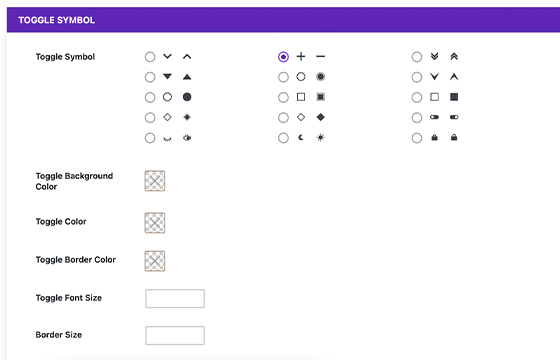 TOGGLE SYMBOL
Toggle Symbol
Toggle Background
Color
Toggle Color
Toggle Border Color
Toggle Font Size
Border Size